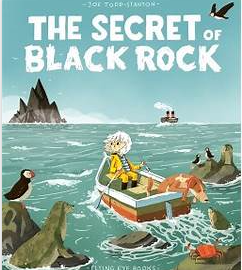 JOE TODD-STANTON
THE SECRET OF
BLACK ROCK
FLYING EYE BOOKS